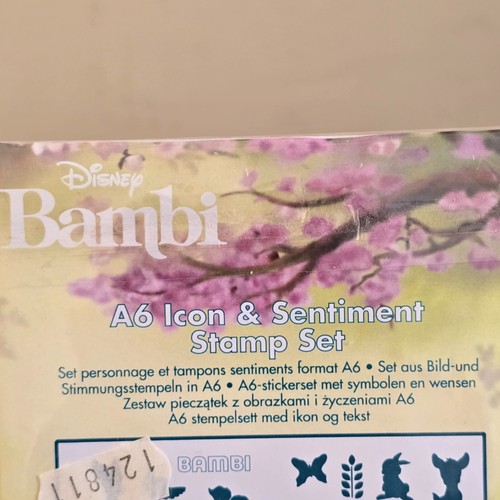 Disney
Bambi
A6 Icon & Sentiment
Stamp Set
Set personnage et tampons sentiments format A6 • Set aus Bild-und
Stimmungsstempeln in A6 • A6-stickerset met symbolen en wensen
Zestaw pieczątek z obrazkami i życzeniami A6
A6 stempelsett med ikon og tekst
BAMBI
124811